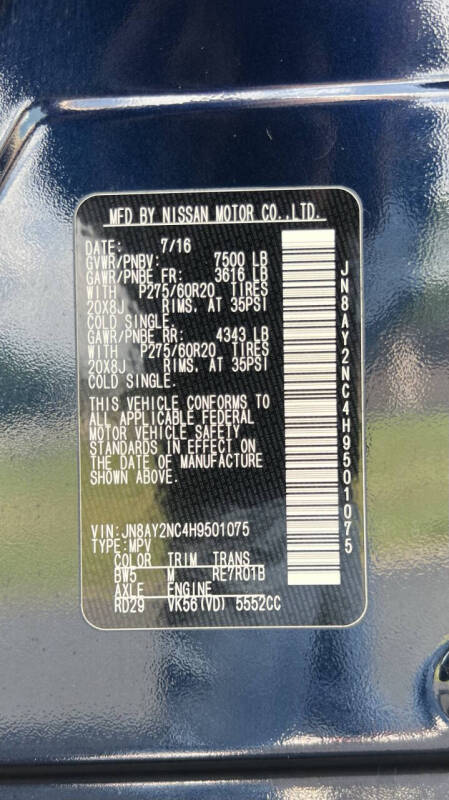 MFD BY NISSAN MOTOR CO.,LTD.
DATE: 7/16
GVWR/PNBV: 7500 LB
GAWR/PNBE FR: 3616 LB
WITH P275/60R20 TIRES
20X8J RIMS. AT 35PSI
COLD SINGLE.
GAWR/PNBE RR: 4343 LB
WITH P275/60R20 TIRES
20X8J RIMS. AT 35PSI
COLD SINGLE.
THIS VEHICLE CONFORMS TO
ALL APPLICABLE FEDERAL
MOTOR VEHICLE SAFETY
STANDARDS IN EFFECT ON
THE DATE OF MANUFACTURE
SHOWN ABOVE.
VIN:JN8AY2NC4H9501075
TYPE:MPV
COLOR TRIM TRANS
BW5 M RE7R01B
AXLE ENGINE
RD29 VK56(VD) 5552CC
JN8AY2NC4H9501075